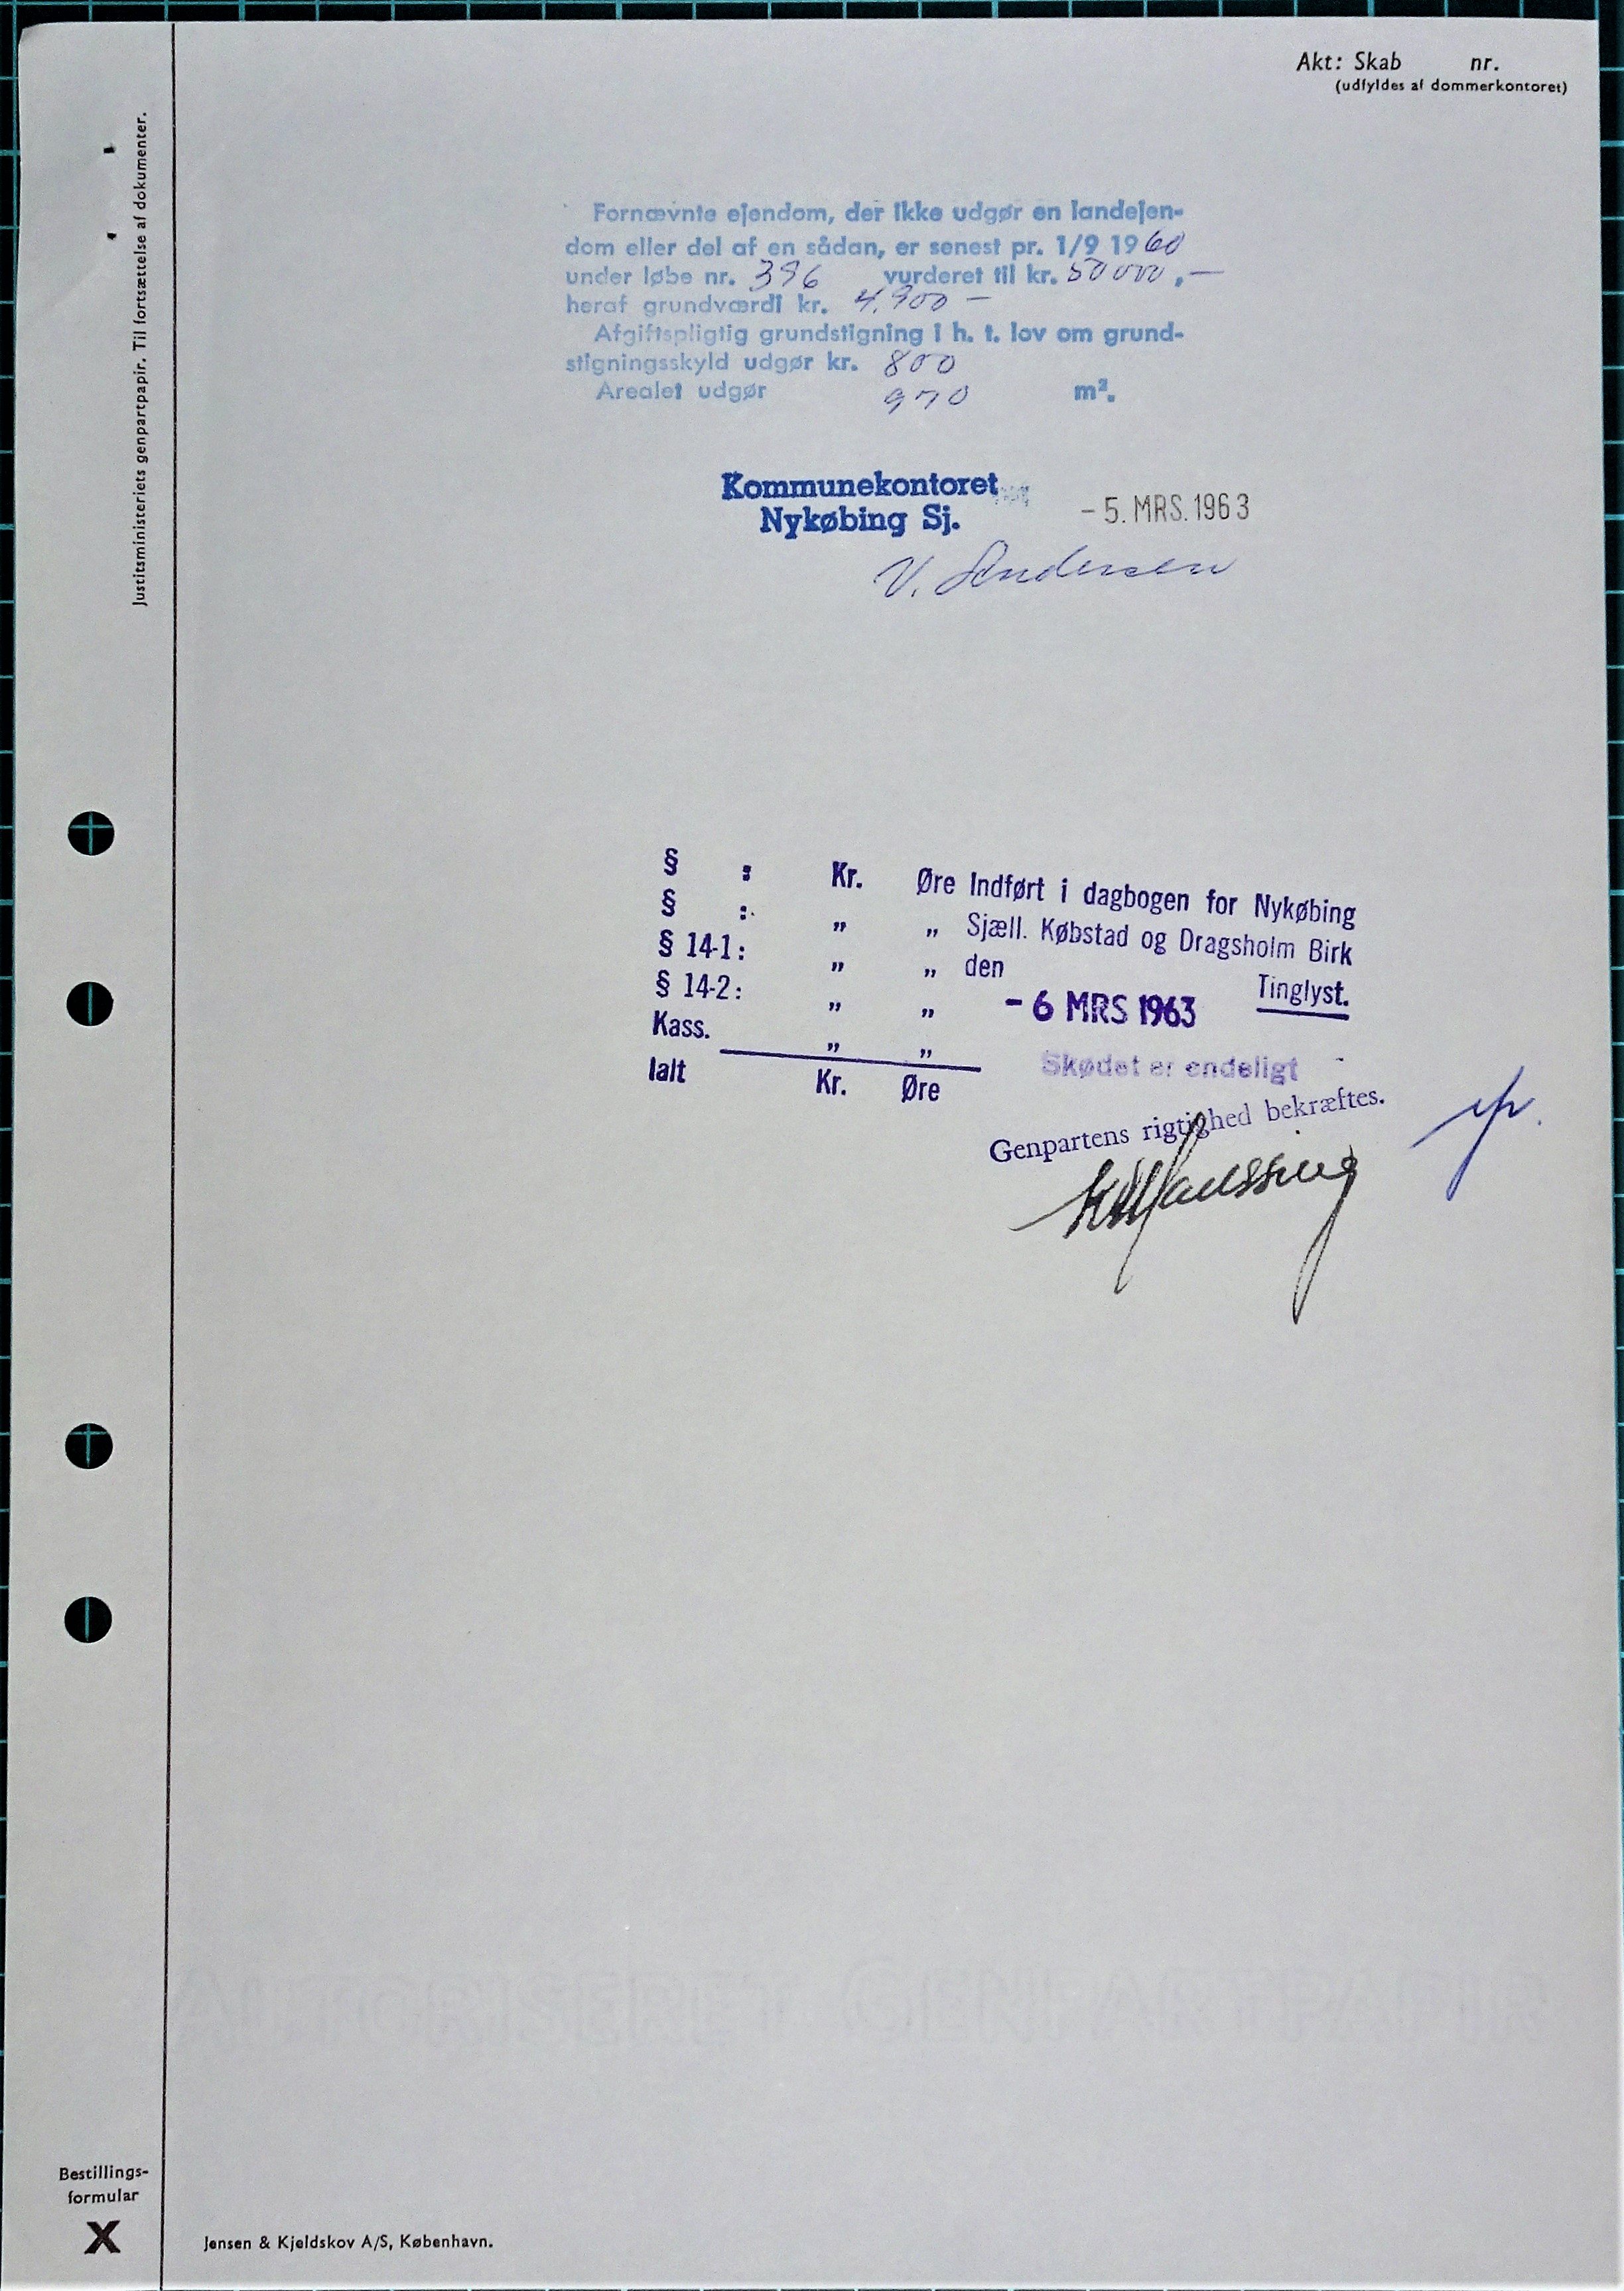 Akt: Skab nr.
(udfyldes af dommerkontoret)
Justitsministeriets genpartpapir. Til fortsættelse af dokumenter.
Fornævnte ejendom, der ikke udgør en landejen-
dom eller del af en sådan, er senest pr. 1/9 1960
under løbe nr. 396 vurderet til kr. 50000,—
heraf grundværdi kr. 4.900 —
Afgiftspligtig grundstigning i h. t. lov om grund-
stigningsskyld udgør kr. 800
Arealet udgør 970 m².
Kommunekontoret
Nykøbing Sj.
- 5. MRS. 1963
V. Andersen
§ : Kr. Øre Indført i dagbogen for Nykøbing
§ : „ „ Sjæll. Købstad og Dragsholm Birk
§ 14-1: „ „ den
§ 14-2: „ „ - 6 MRS 1963 Tinglyst.
Kass. „ „
Ialt Kr. Øre
Skødet er endeligt
Genpartens rigtighed bekræftes.
AUTORISERET GENPARTPAPIR
Bestillings-
formular
X
Jensen & Kjeldskov A/S, København.